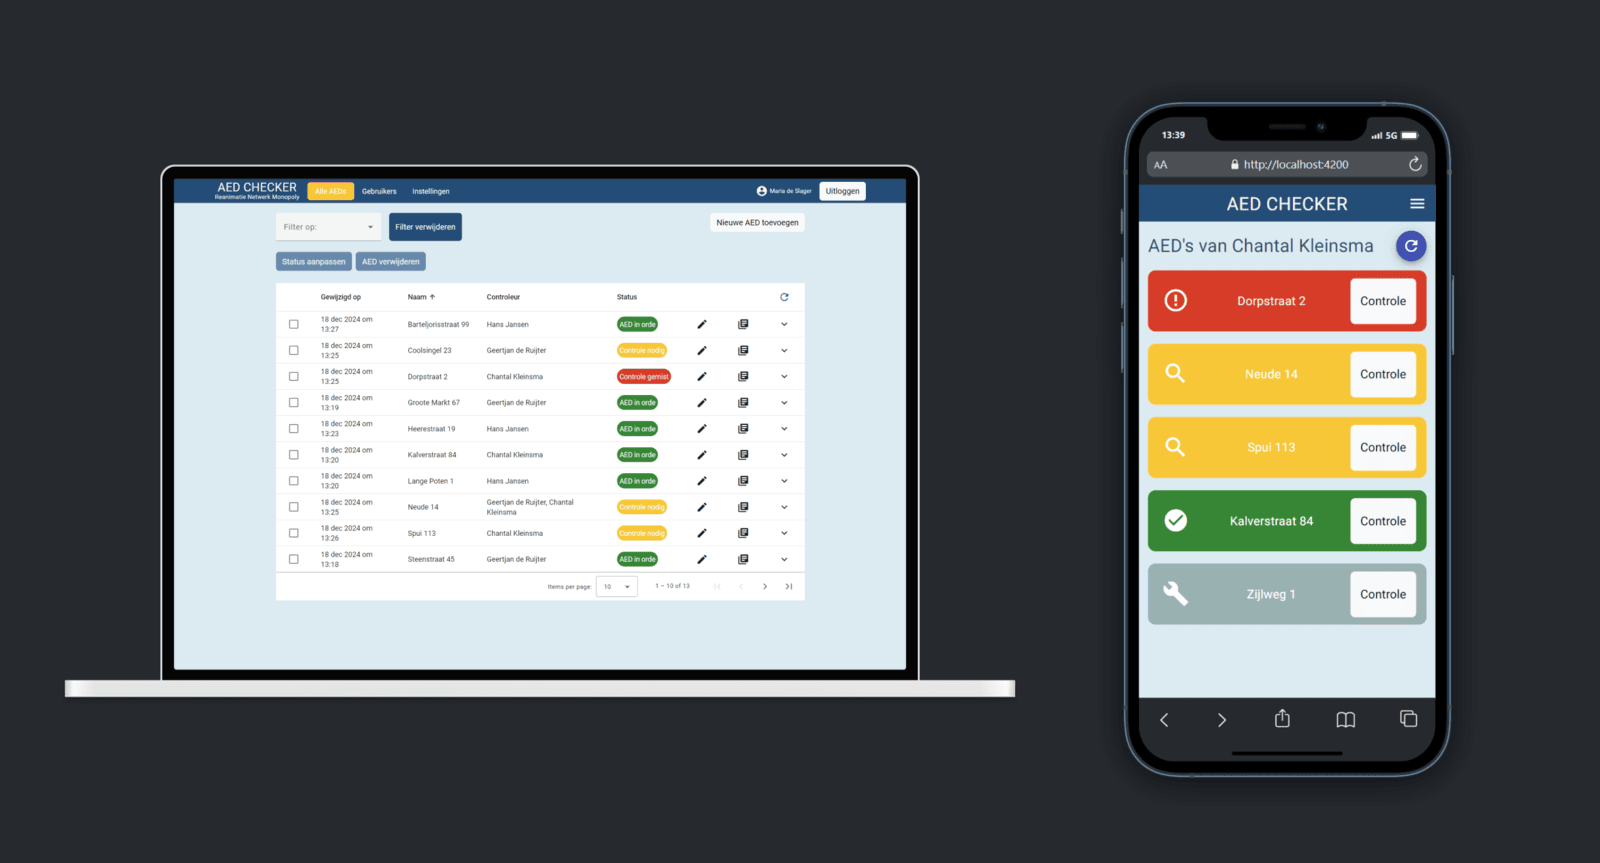 AED CHECKER
Reanimatie Netwerk Monopoly
Alle AEDs
Gebruikers
Instellingen
Maria de Slager
Uitloggen
Filter op:
Filter verwijderen
Nieuwe AED toevoegen
Status aanpassen
AED verwijderen
Gewijzigd op Naam Controleur Status
18 dec 2024 om
13:27
Barteljorisstraat 99 Hans Jansen AED in orde
18 dec 2024 om
13:25
Coolsingel 23 Geertjan de Ruijter Controle nodig
18 dec 2024 om
13:25
Dorpstraat 2 Chantal Kleinsma Controle gemist
18 dec 2024 om
13:19
Groote Markt 67 Geertjan de Ruijter AED in orde
18 dec 2024 om
13:23
Heerestraat 19 Hans Jansen AED in orde
18 dec 2024 om
13:20
Kalverstraat 84 Chantal Kleinsma AED in orde
18 dec 2024 om
13:20
Lange Poten 1 Hans Jansen AED in orde
18 dec 2024 om
13:25
Neude 14
Geertjan de Ruijter, Chantal
Kleinsma
Controle nodig
18 dec 2024 om
13:26
Spui 113 Chantal Kleinsma Controle nodig
18 dec 2024 om
13:18
Steenstraat 45 Geertjan de Ruijter AED in orde
Items per page: 10 1 – 10 of 13
13:39 5G
AA http://localhost:4200
AED CHECKER
AED's van Chantal Kleinsma
Dorpstraat 2 Controle
Neude 14 Controle
Spui 113 Controle
Kalverstraat 84 Controle
Zijlweg 1 Controle